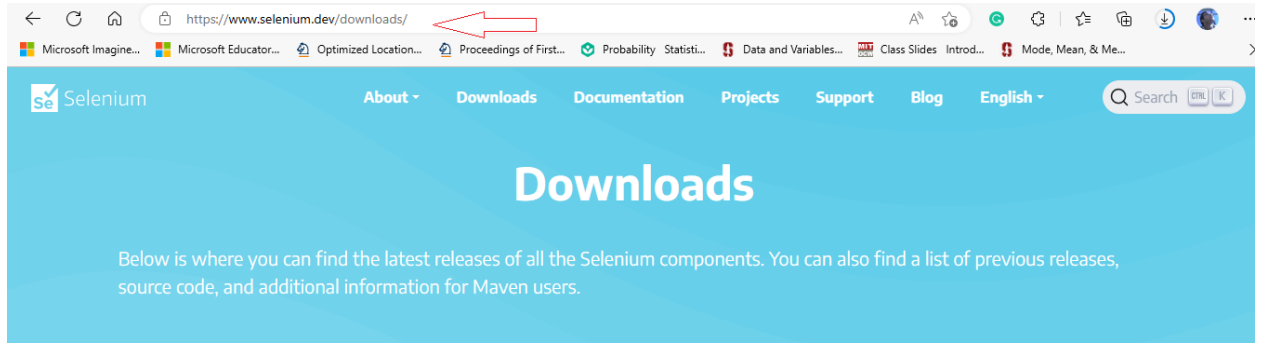 https://www.selenium.dev/downloads/
Microsoft Imagine... Microsoft Educator... Optimized Location... Proceedings of First... Probability Statisti... Data and Variables... Class Slides Introd... Mode, Mean, & Me...
Se Selenium About Downloads Documentation Projects Support Blog English Search CTRL K
Downloads
Below is where you can find the latest releases of all the Selenium components. You can also find a list of previous releases,
source code, and additional information for Maven users.